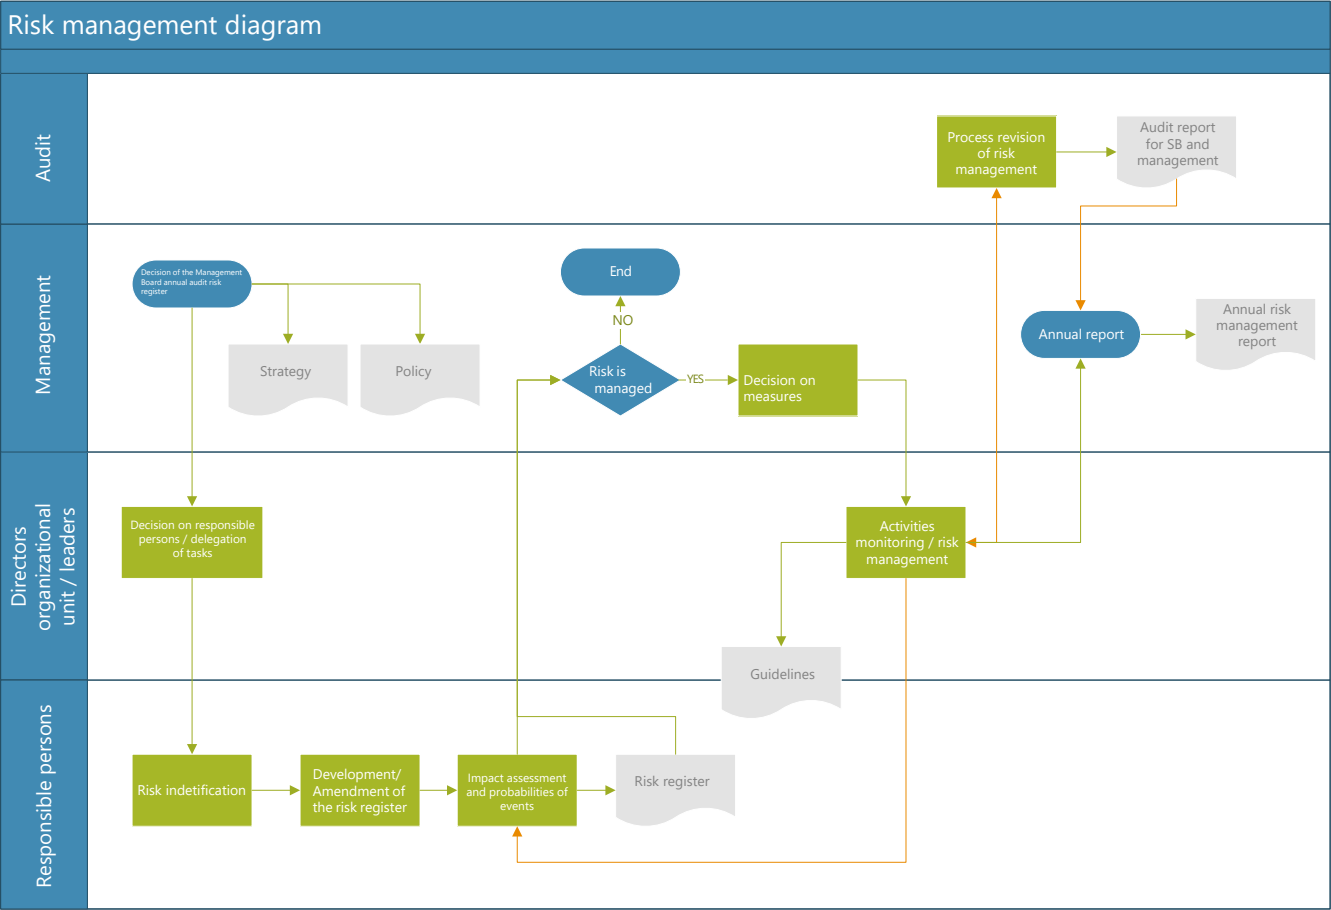 Risk management diagram
Audit
Process revision
of risk
management
Audit report
for SB and
management
Management
Decision of the Management
Board annual audit risk
register
Strategy
Policy
End
NO
Risk is
managed
YES
Decision on
measures
Annual report
Annual risk
management
report
Directors
organizational
unit / leaders
Decision on responsible
persons / delegation
of tasks
Activities
monitoring / risk
management
Guidelines
Responsible persons
Risk indetification
Development/
Amendment of
the risk register
Impact assessment
and probabilities of
events
Risk register